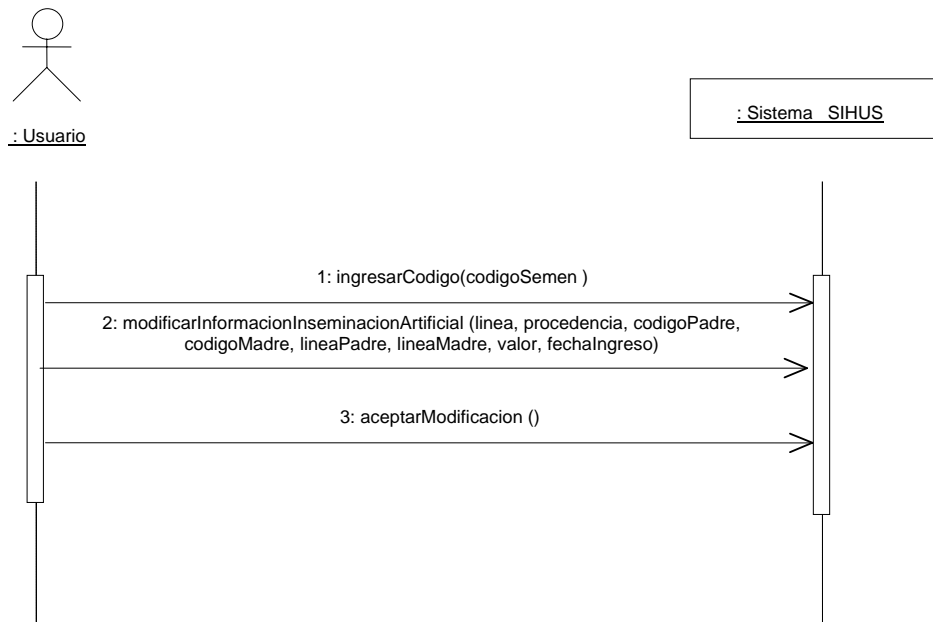 : Usuario
: Sistema SIHUS
1: ingresarCodigo(codigoSemen )
2: modificarInformacionInseminacionArtificial (linea, procedencia, codigoPadre,
codigoMadre, lineaPadre, lineaMadre, valor, fechaIngreso)
3: aceptarModificacion ()